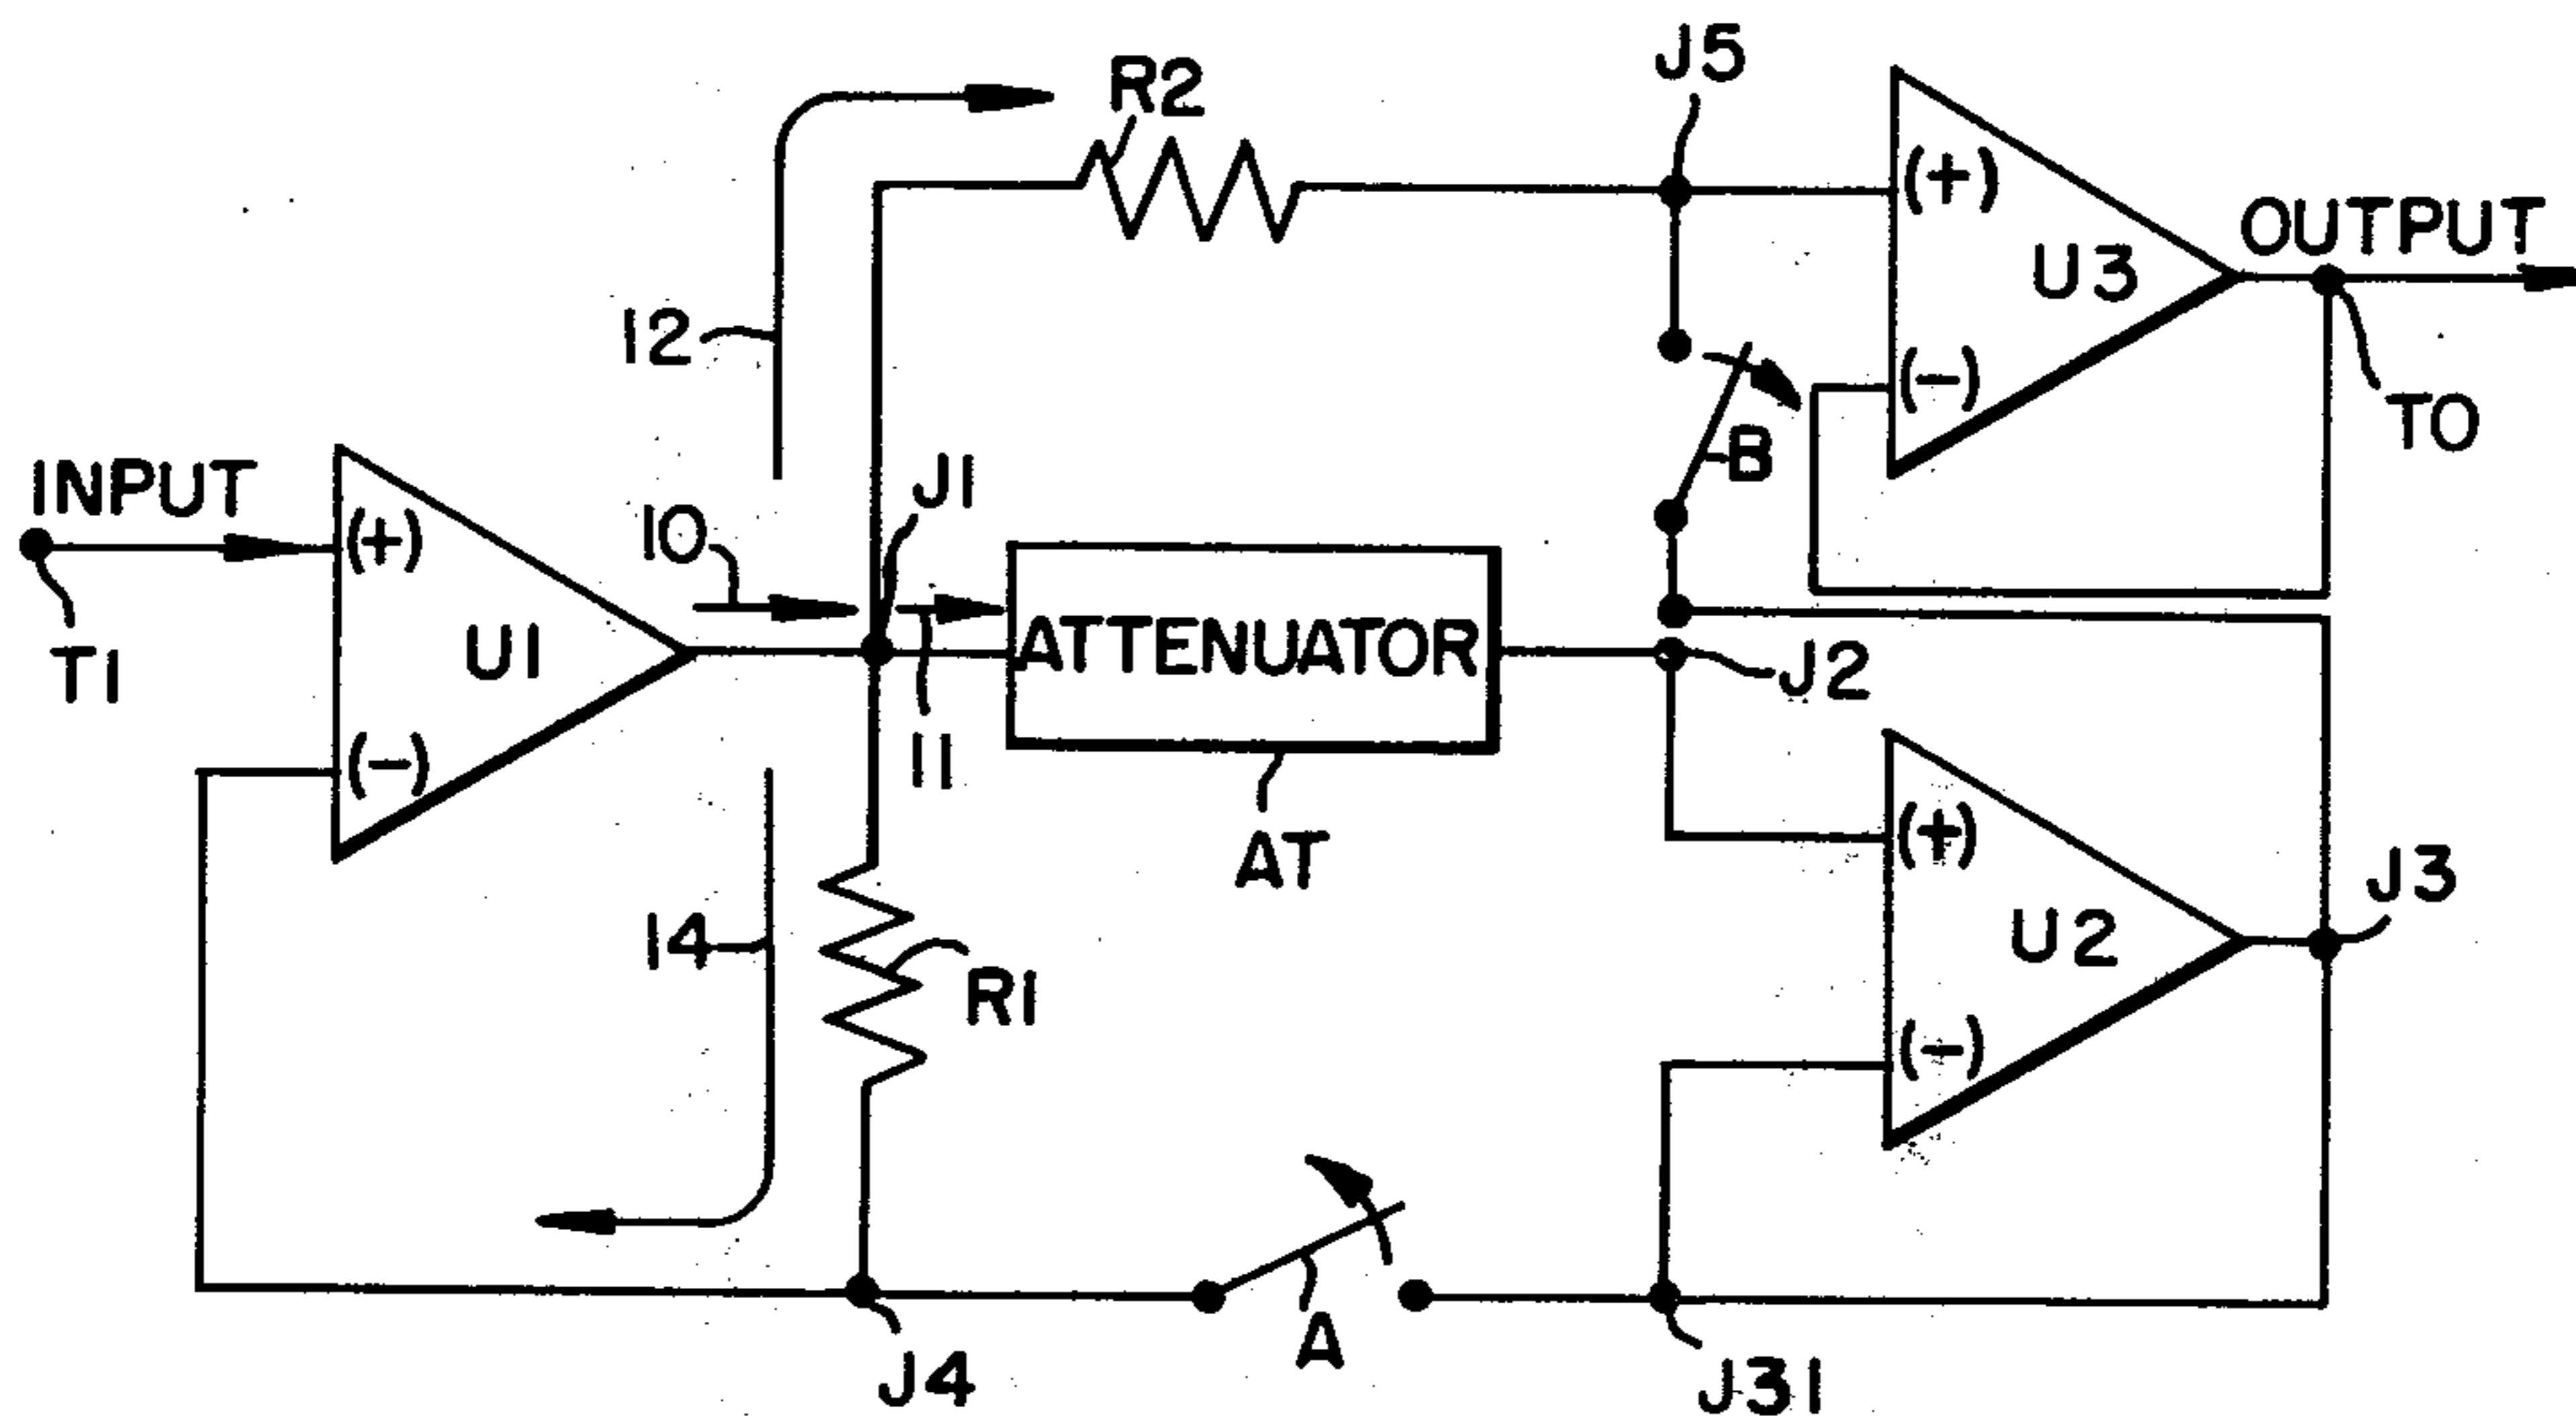 J5
R2
(+)
U3
OUTPUT
12
(-)
TO
B
INPUT
J1
10
(+)
T1
U1
ATTENUATOR
J2
11
(-)
AT
(+)
J3
14
U2
R1
(-)
A
J4
J31